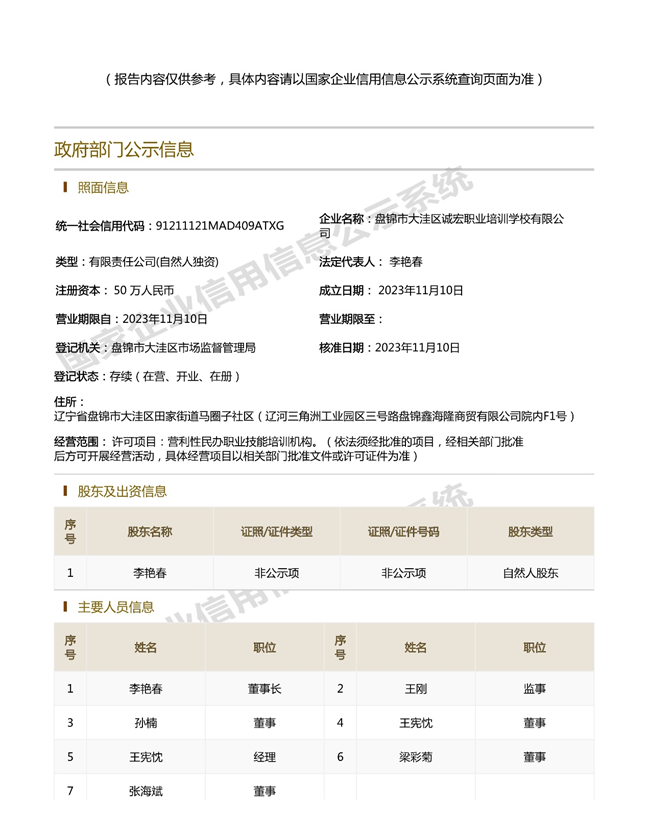 （报告内容仅供参考，具体内容请以国家企业信用信息公示系统查询页面为准）
政府部门公示信息
照面信息
统一社会信用代码：91211121MAD409ATXG
企业名称：盘锦市大洼区诚宏职业培训学校有限公
司
类型：有限责任公司(自然人独资)
法定代表人： 李艳春
注册资本： 50 万人民币
成立日期： 2023年11月10日
营业期限自：2023年11月10日
营业期限至：
登记机关：盘锦市大洼区市场监督管理局
核准日期：2023年11月10日
登记状态：存续（在营、开业、在册）
住所：
辽宁省盘锦市大洼区田家街道马圈子社区（辽河三角洲工业园区三号路盘锦鑫海隆商贸有限公司院内F1号）
经营范围： 许可项目：营利性民办职业技能培训机构。（依法须经批准的项目，经相关部门批准
后方可开展经营活动，具体经营项目以相关部门批准文件或许可证件为准）
国家企业信用信息公示系统
股东及出资信息
序号 股东名称 证照/证件类型 证照/证件号码 股东类型
1 李艳春 非公示项 非公示项 自然人股东
主要人员信息
序号 姓名 职位 序号 姓名 职位
1 李艳春 董事长 2 王刚 监事
3 孙楠 董事 4 王宪忱 董事
5 王宪忱 经理 6 梁彩菊 董事
7 张海斌 董事